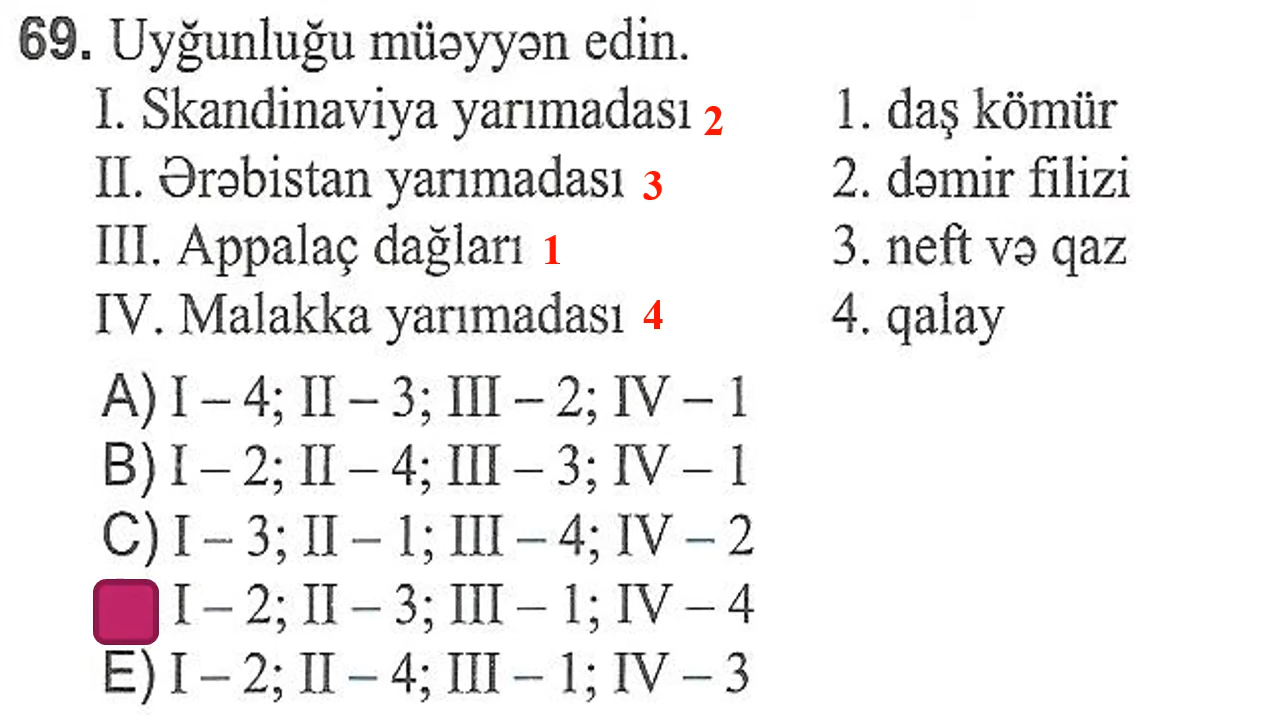 69. Uyğunluğu müəyyən edin.
I. Skandinaviya yarımadası 2 1. daş kömür
II. Ərəbistan yarımadası 3 2. dəmir filizi
III. Appalaç dağları 1 3. neft və qaz
IV. Malakka yarımadası 4 4. qalay
A) I – 4; II – 3; III – 2; IV – 1
B) I – 2; II – 4; III – 3; IV – 1
C) I – 3; II – 1; III – 4; IV – 2
I – 2; II – 3; III – 1; IV – 4
E) I – 2; II – 4; III – 1; IV – 3